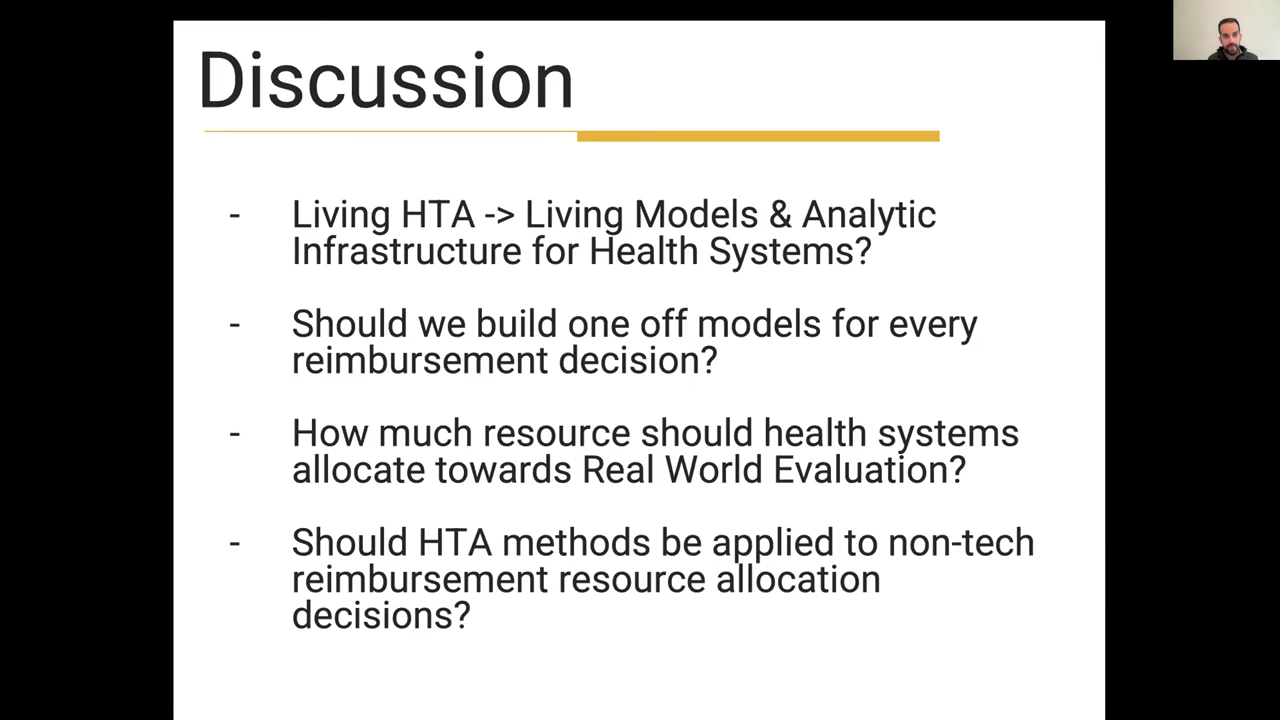 Discussion
- Living HTA -> Living Models & Analytic
Infrastructure for Health Systems?
- Should we build one off models for every
reimbursement decision?
- How much resource should health systems
allocate towards Real World Evaluation?
- Should HTA methods be applied to non-tech
reimbursement resource allocation
decisions?